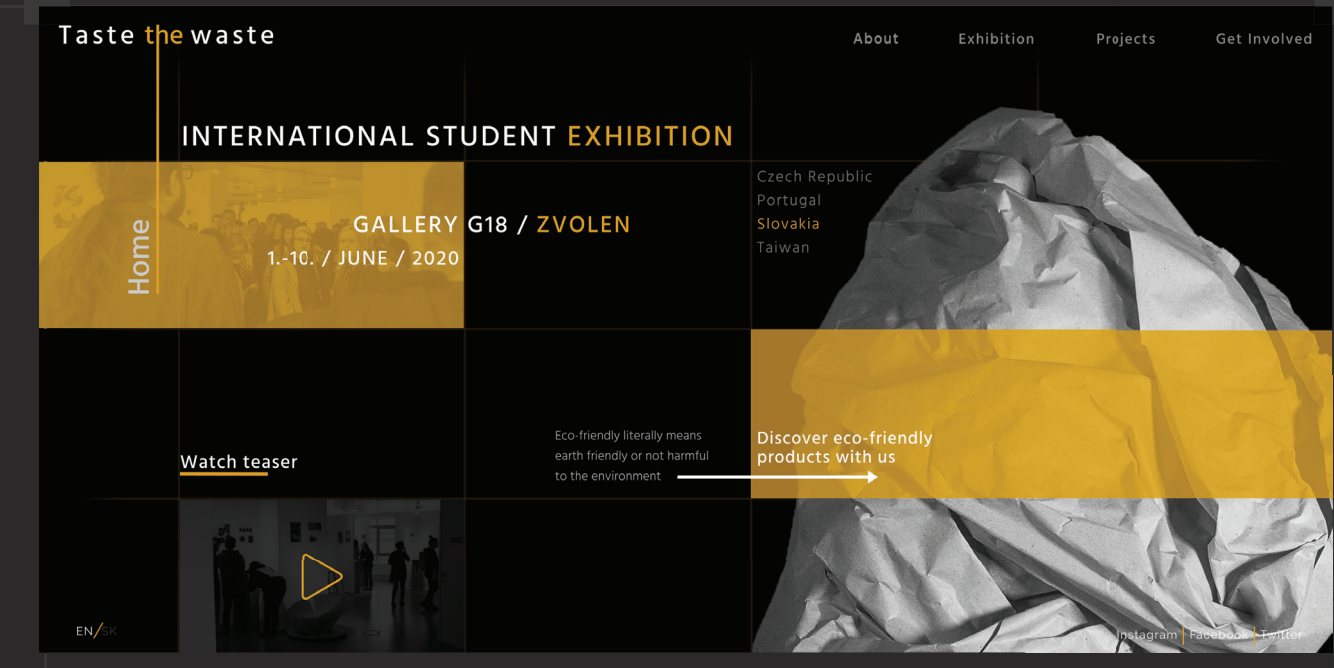 Taste the waste
About
Exhibition
Projects
Get Involved
INTERNATIONAL STUDENT EXHIBITION
Home
GALLERY G18 / ZVOLEN
1.-10. / JUNE / 2020
Czech Republic
Portugal
Slovakia
Taiwan
Watch teaser
Eco-friendly literally means
earth friendly or not harmful
to the environment
Discover eco-friendly
products with us
EN/SK
Instagram | Facebook | Twitter